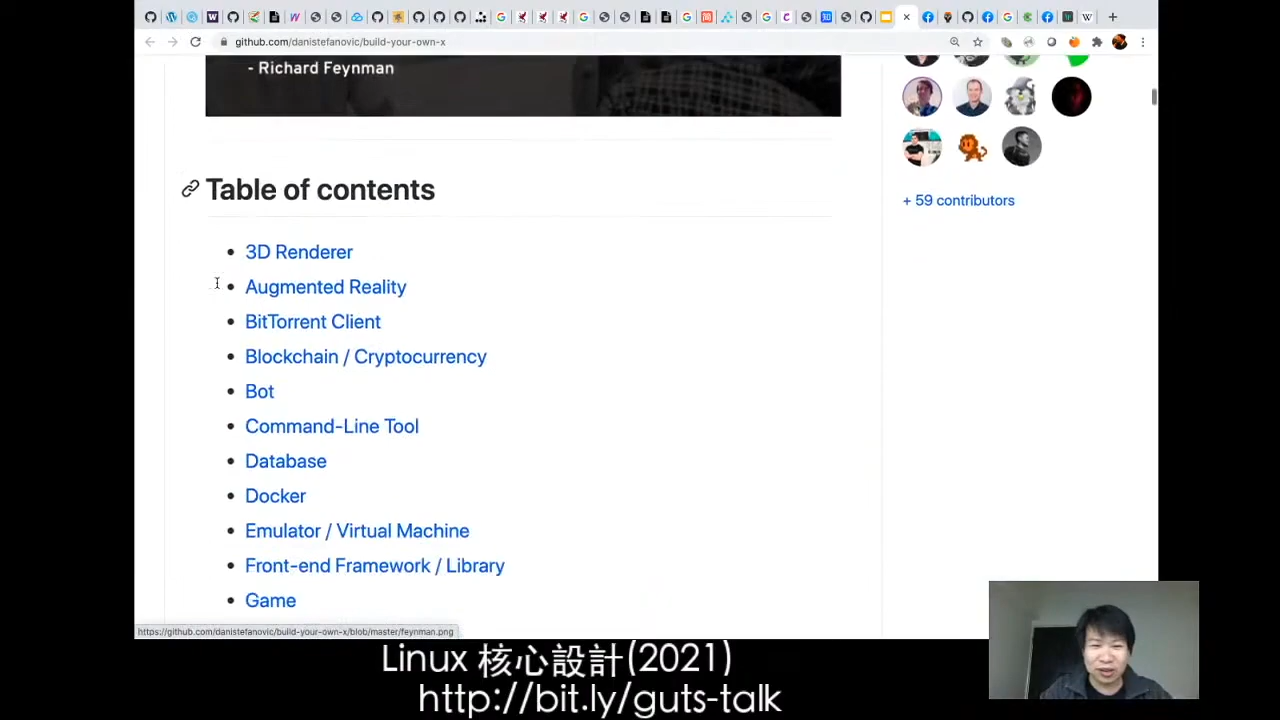 github.com/danistefanovic/build-your-own-x
- Richard Feynman
Table of contents
3D Renderer
Augmented Reality
BitTorrent Client
Blockchain / Cryptocurrency
Bot
Command-Line Tool
Database
Docker
Emulator / Virtual Machine
Front-end Framework / Library
Game
+ 59 contributors
https://github.com/danistefanovic/build-your-own-x/blob/master/feynman.png
Linux 核心設計(2021)
http://bit.ly/guts-talk